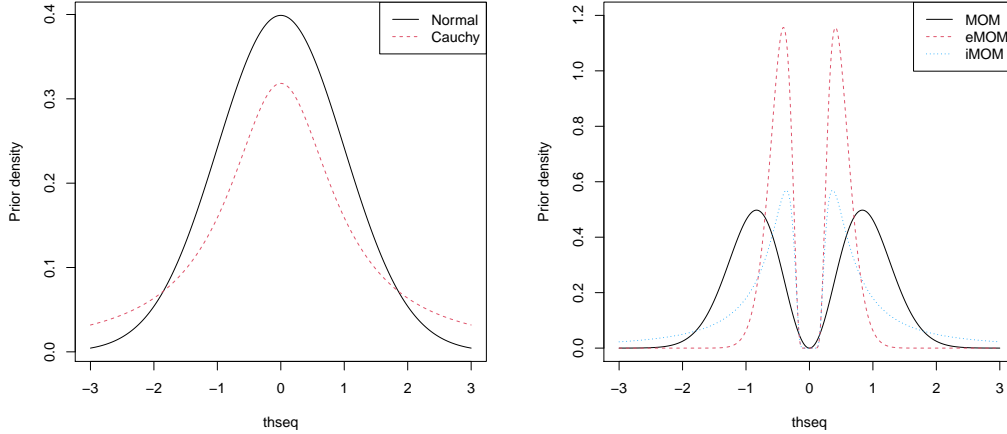 Normal
Cauchy
0.4
0.3
0.2
0.1
0.0
Prior density
−3 −2 −1 0 1 2 3
thseq
MOM
eMOM
iMOM
1.2
1.0
0.8
0.6
0.4
0.2
0.0
Prior density
−3 −2 −1 0 1 2 3
thseq